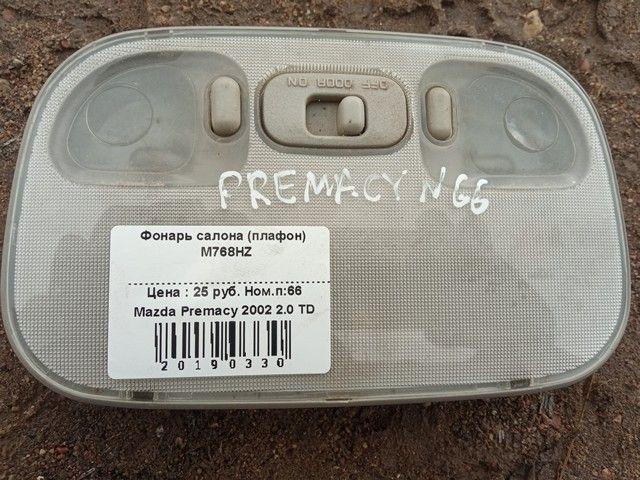 OFF DOOR ON
PREMACY N66
Фонарь салона (плафон)
M768HZ
Цена : 25 руб. Ном.п:66
Mazda Premacy 2002 2.0 TD
20190330